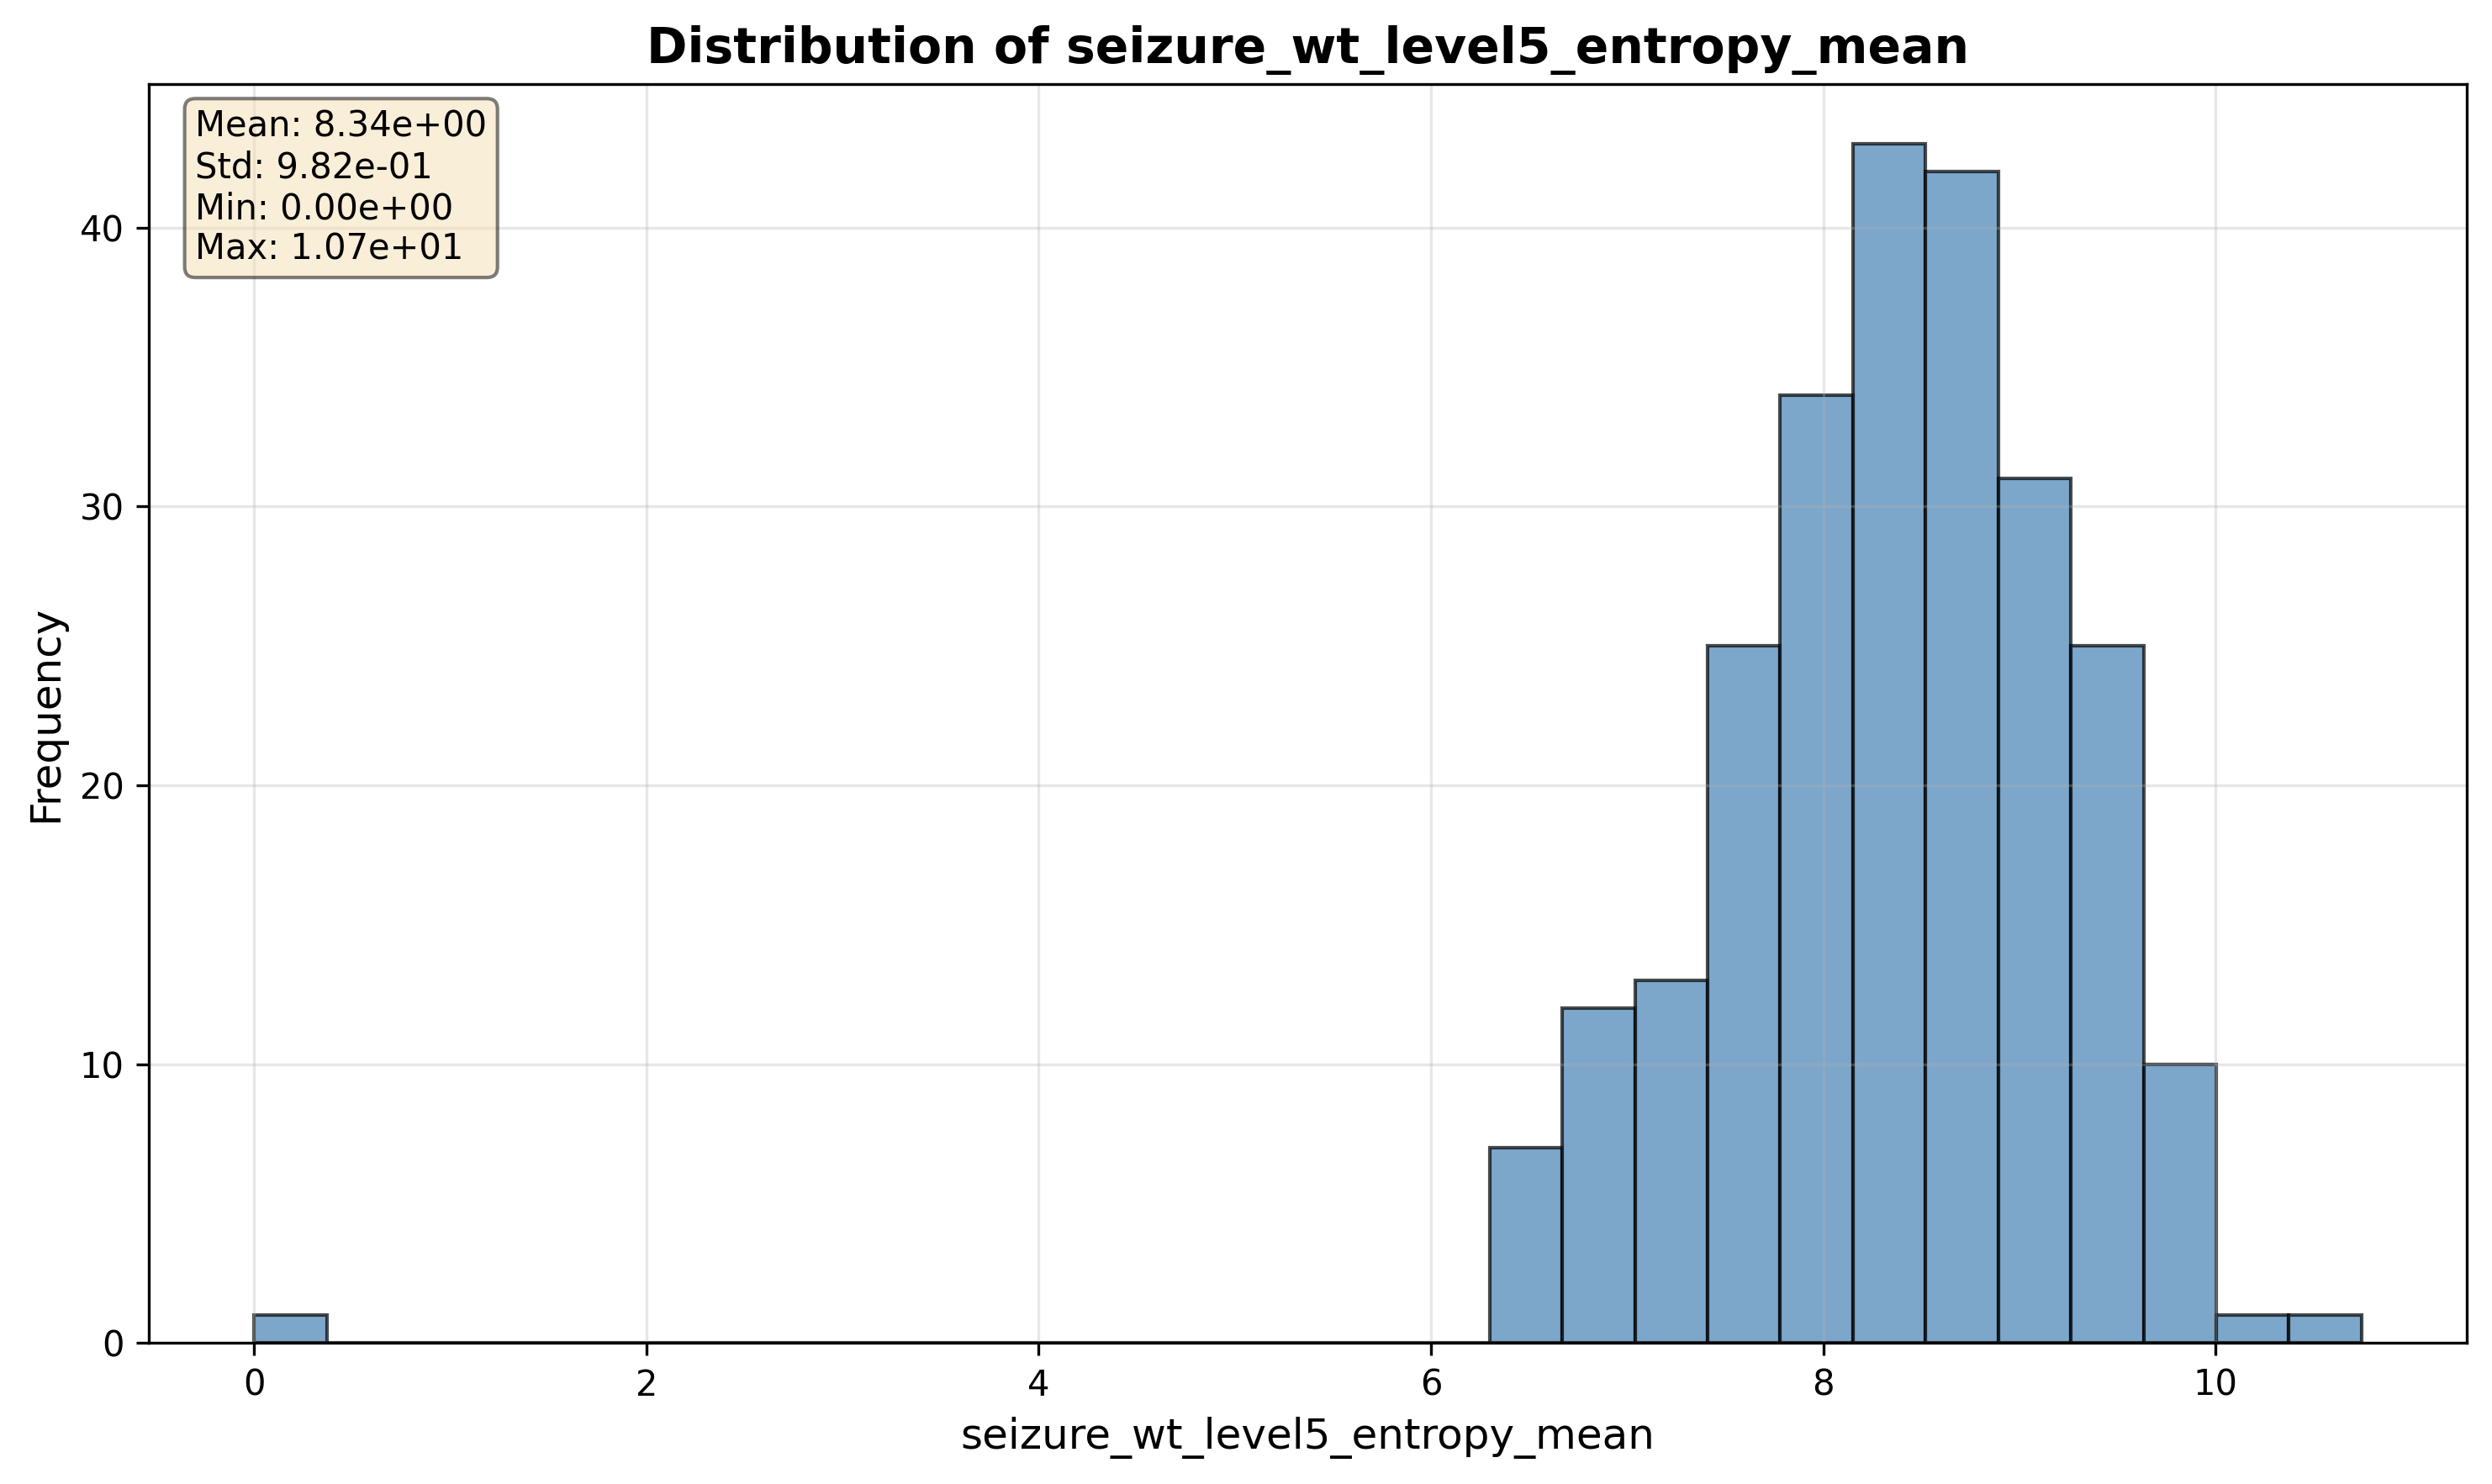 Distribution of seizure_wt_level5_entropy_mean
Mean: 8.34e+00
Std: 9.82e-01
Min: 0.00e+00
Max: 1.07e+01
Frequency
40
30
20
10
0
0 2 4 6 8 10
seizure_wt_level5_entropy_mean